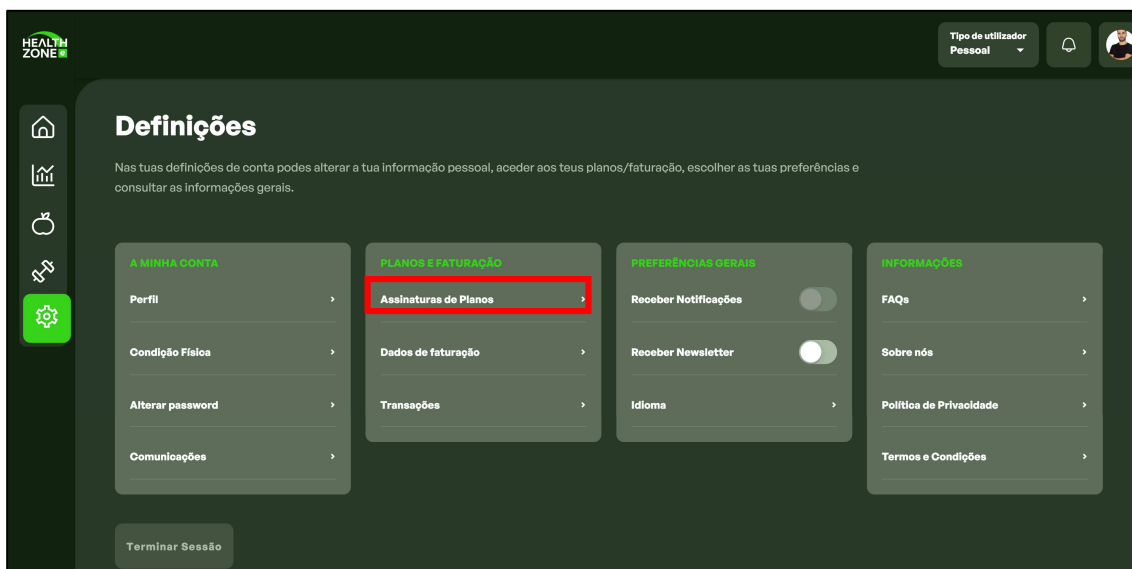 HEALTH
ZONE e
Tipo de utilizador
Pessoal
Definições
Nas tuas definições de conta podes alterar a tua informação pessoal, aceder aos teus planos/faturação, escolher as tuas preferências e
consultar as informações gerais.
A MINHA CONTA
Perfil
Condição Física
Alterar password
Comunicações
PLANOS E FATURAÇÃO
Assinaturas de Planos
Dados de faturação
Transações
PREFERÊNCIAS GERAIS
Receber Notificações
Receber Newsletter
Idioma
INFORMAÇÕES
FAQs
Sobre nós
Política de Privacidade
Termos e Condições
Terminar Sessão